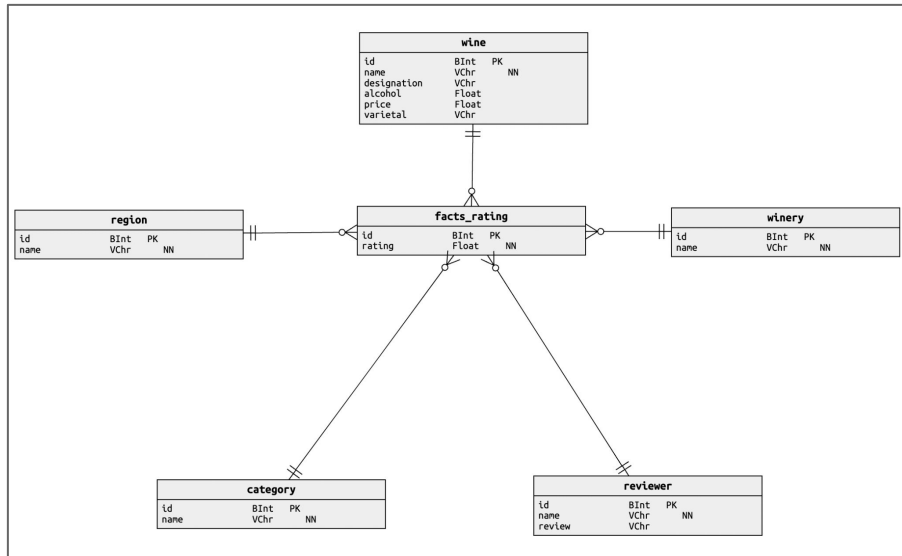 wine
id BInt PK
name VChr NN
designation VChr
alcohol Float
price Float
varietal VChr
region
id BInt PK
name VChr NN
facts_rating
id BInt PK
rating Float NN
winery
id BInt PK
name VChr NN
category
id BInt PK
name VChr NN
reviewer
id BInt PK
name VChr NN
review VChr